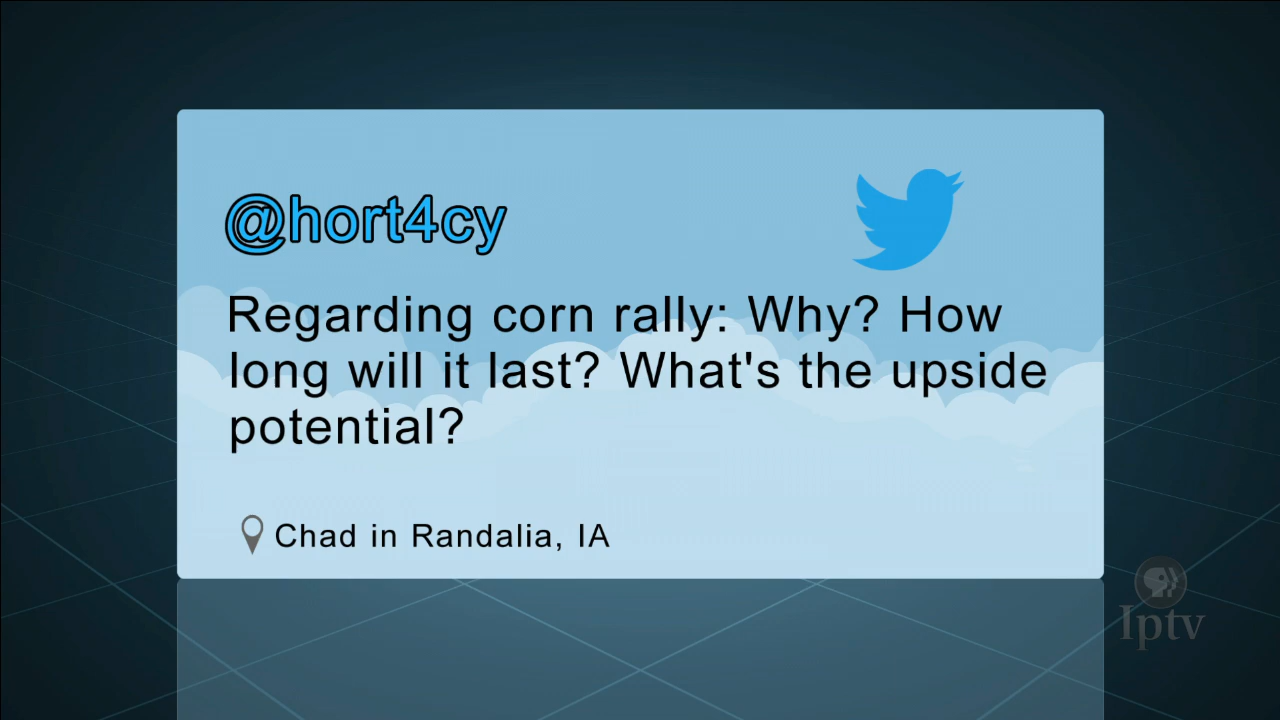 @hort4cy
Regarding corn rally: Why? How
long will it last? What's the upside
potential?
Chad in Randalia, IA
Iptv